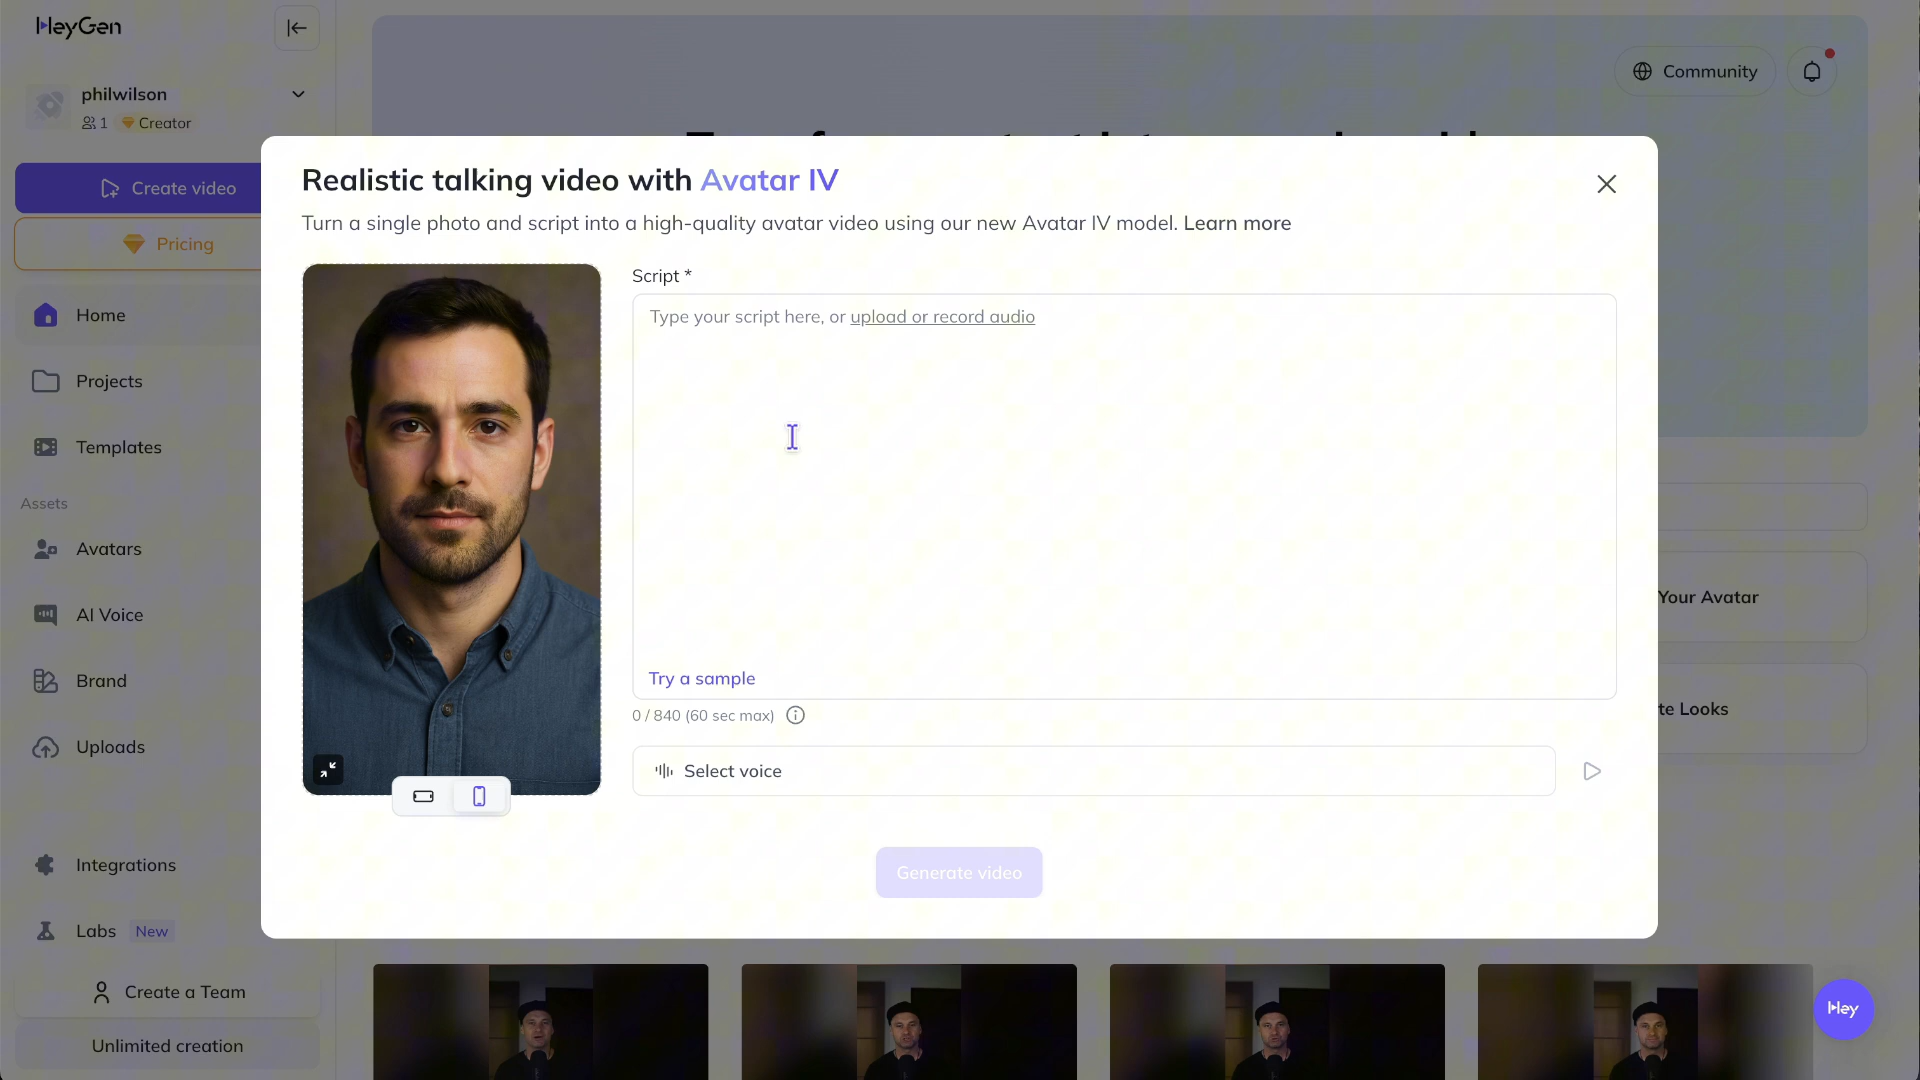 HeyGen
philwilson
1 Creator
Create video
Pricing
Home
Projects
Templates
Assets
Avatars
AI Voice
Brand
Uploads
Integrations
Labs New
Create a Team
Unlimited creation
Community
Realistic talking video with Avatar IV
Turn a single photo and script into a high-quality avatar video using our new Avatar IV model. Learn more
Script *
Type your script here, or upload or record audio
Try a sample
0 / 840 (60 sec max)
Select voice
Generate video
Your Avatar
te Looks
Hey